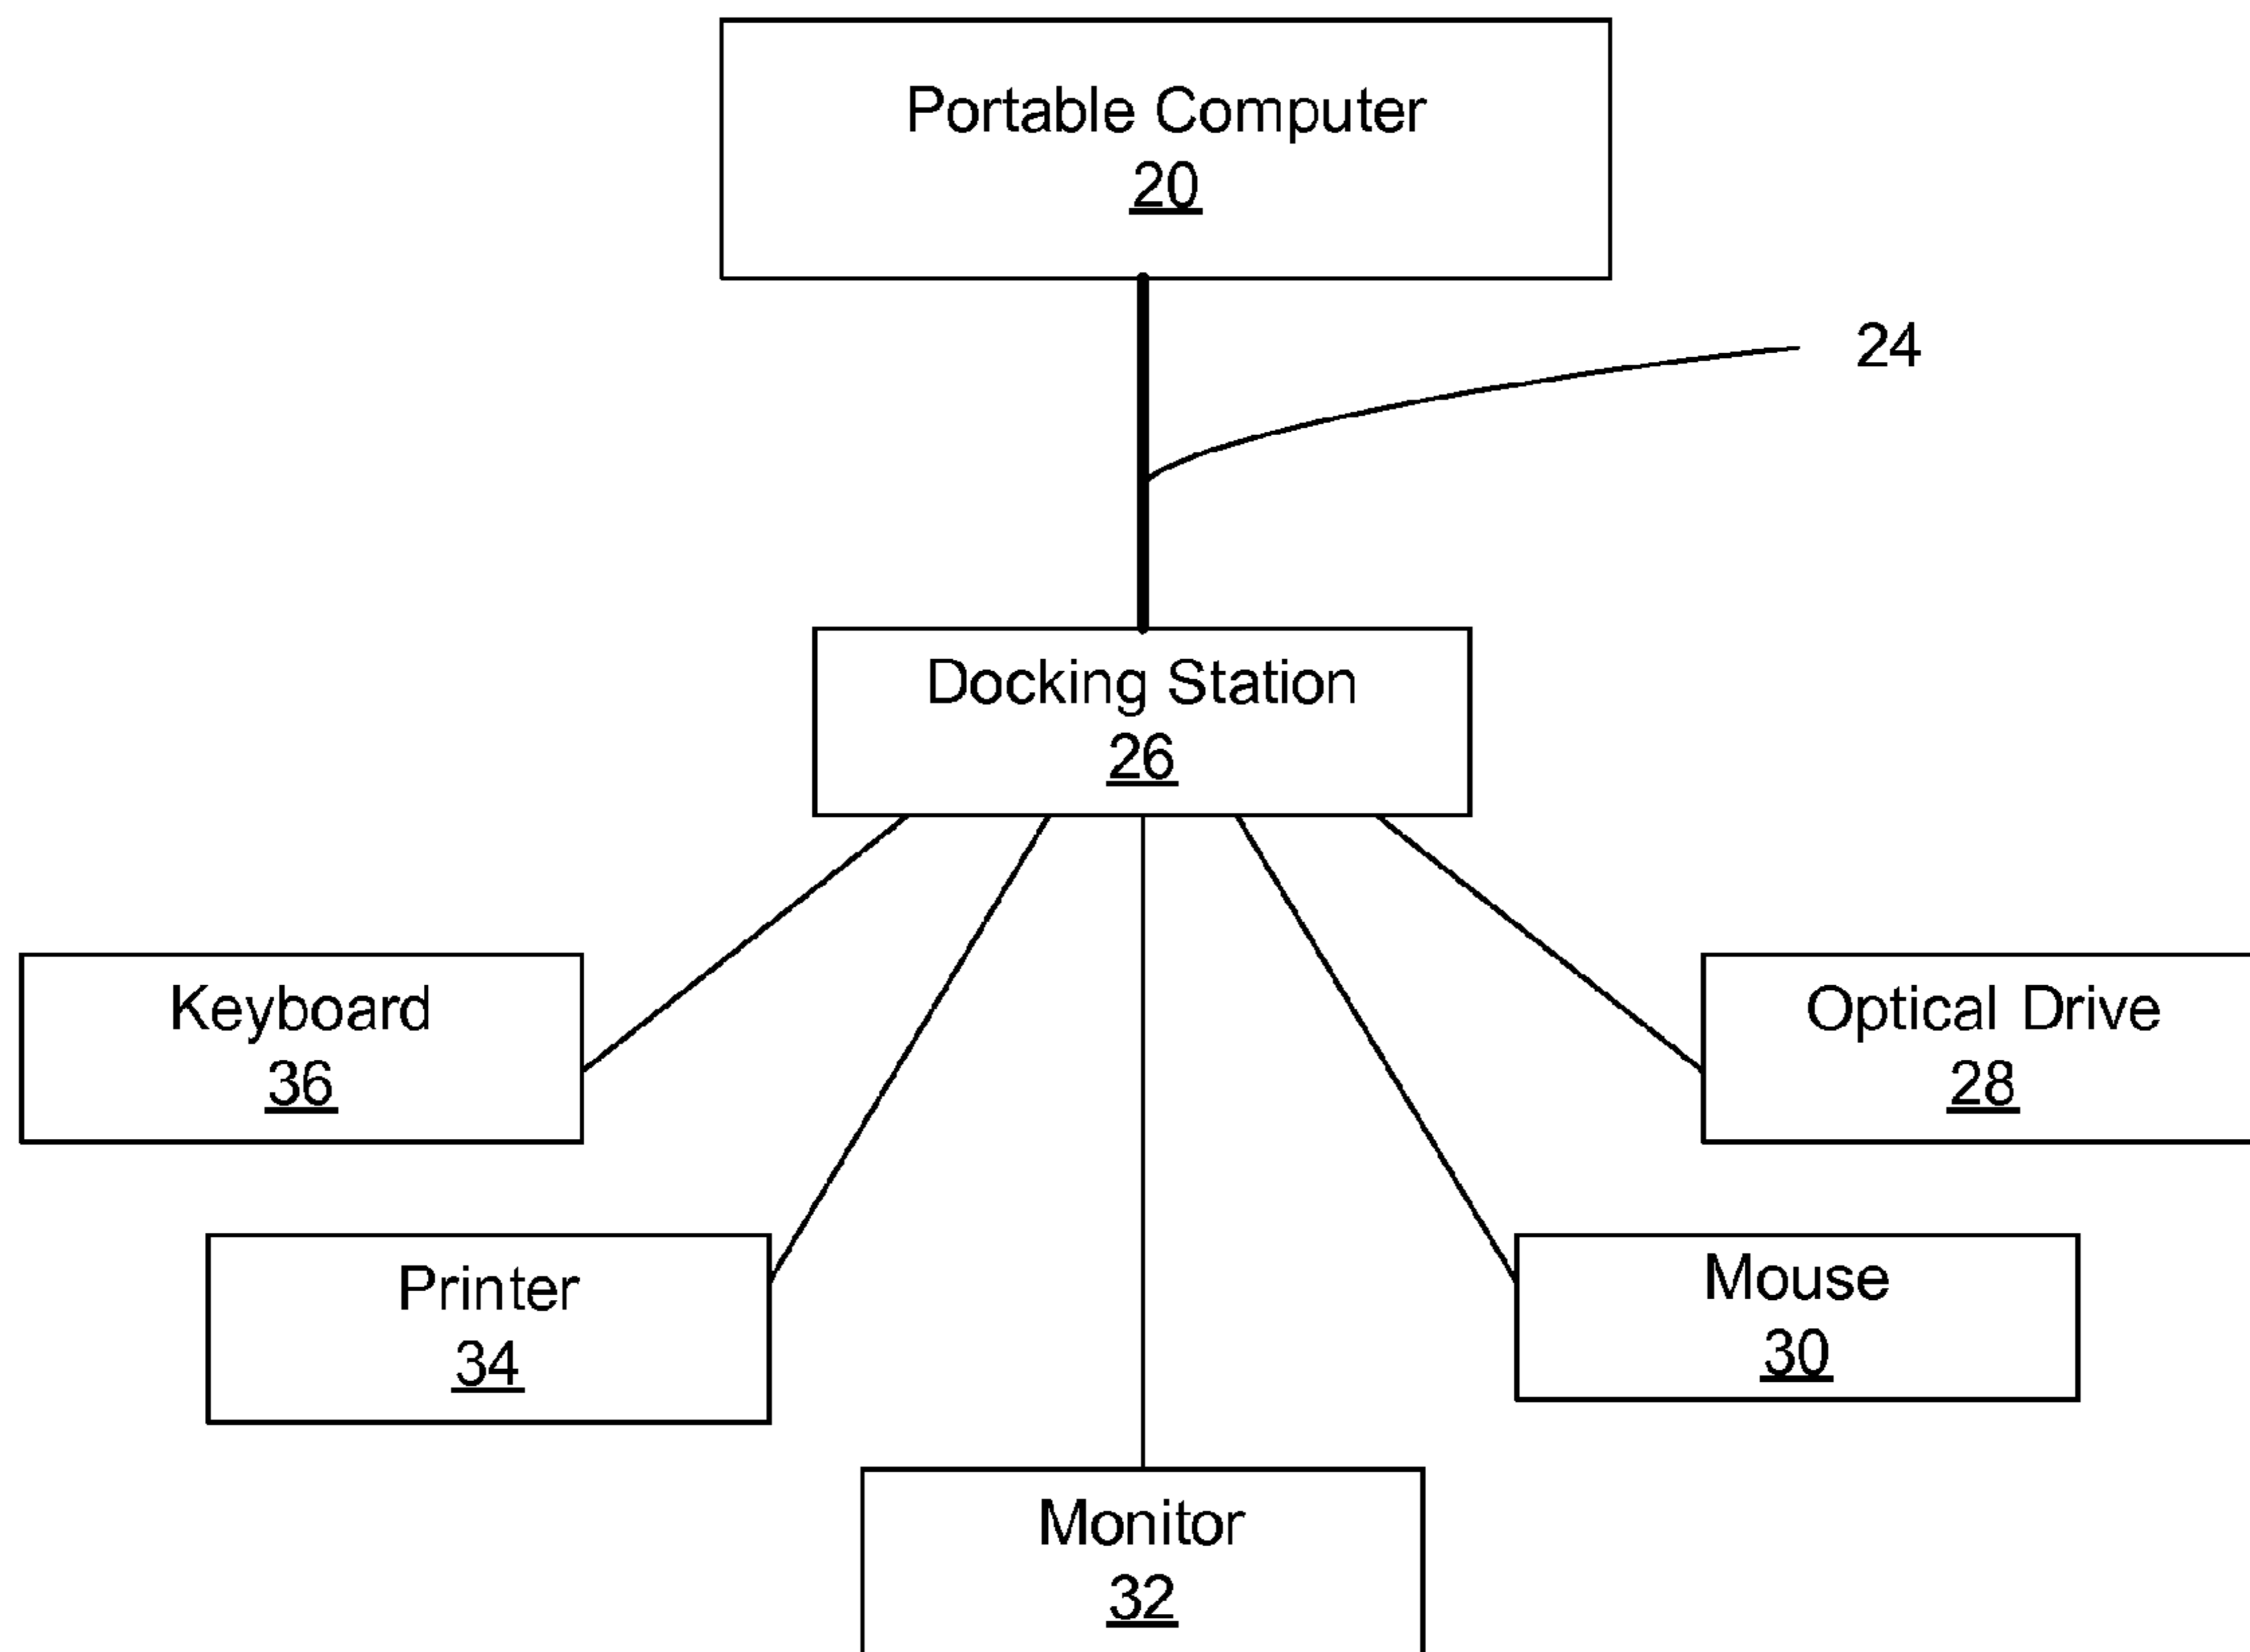 Portable Computer
20
24
Docking Station
26
Keyboard
36
Optical Drive
28
Printer
34
Mouse
30
Monitor
32